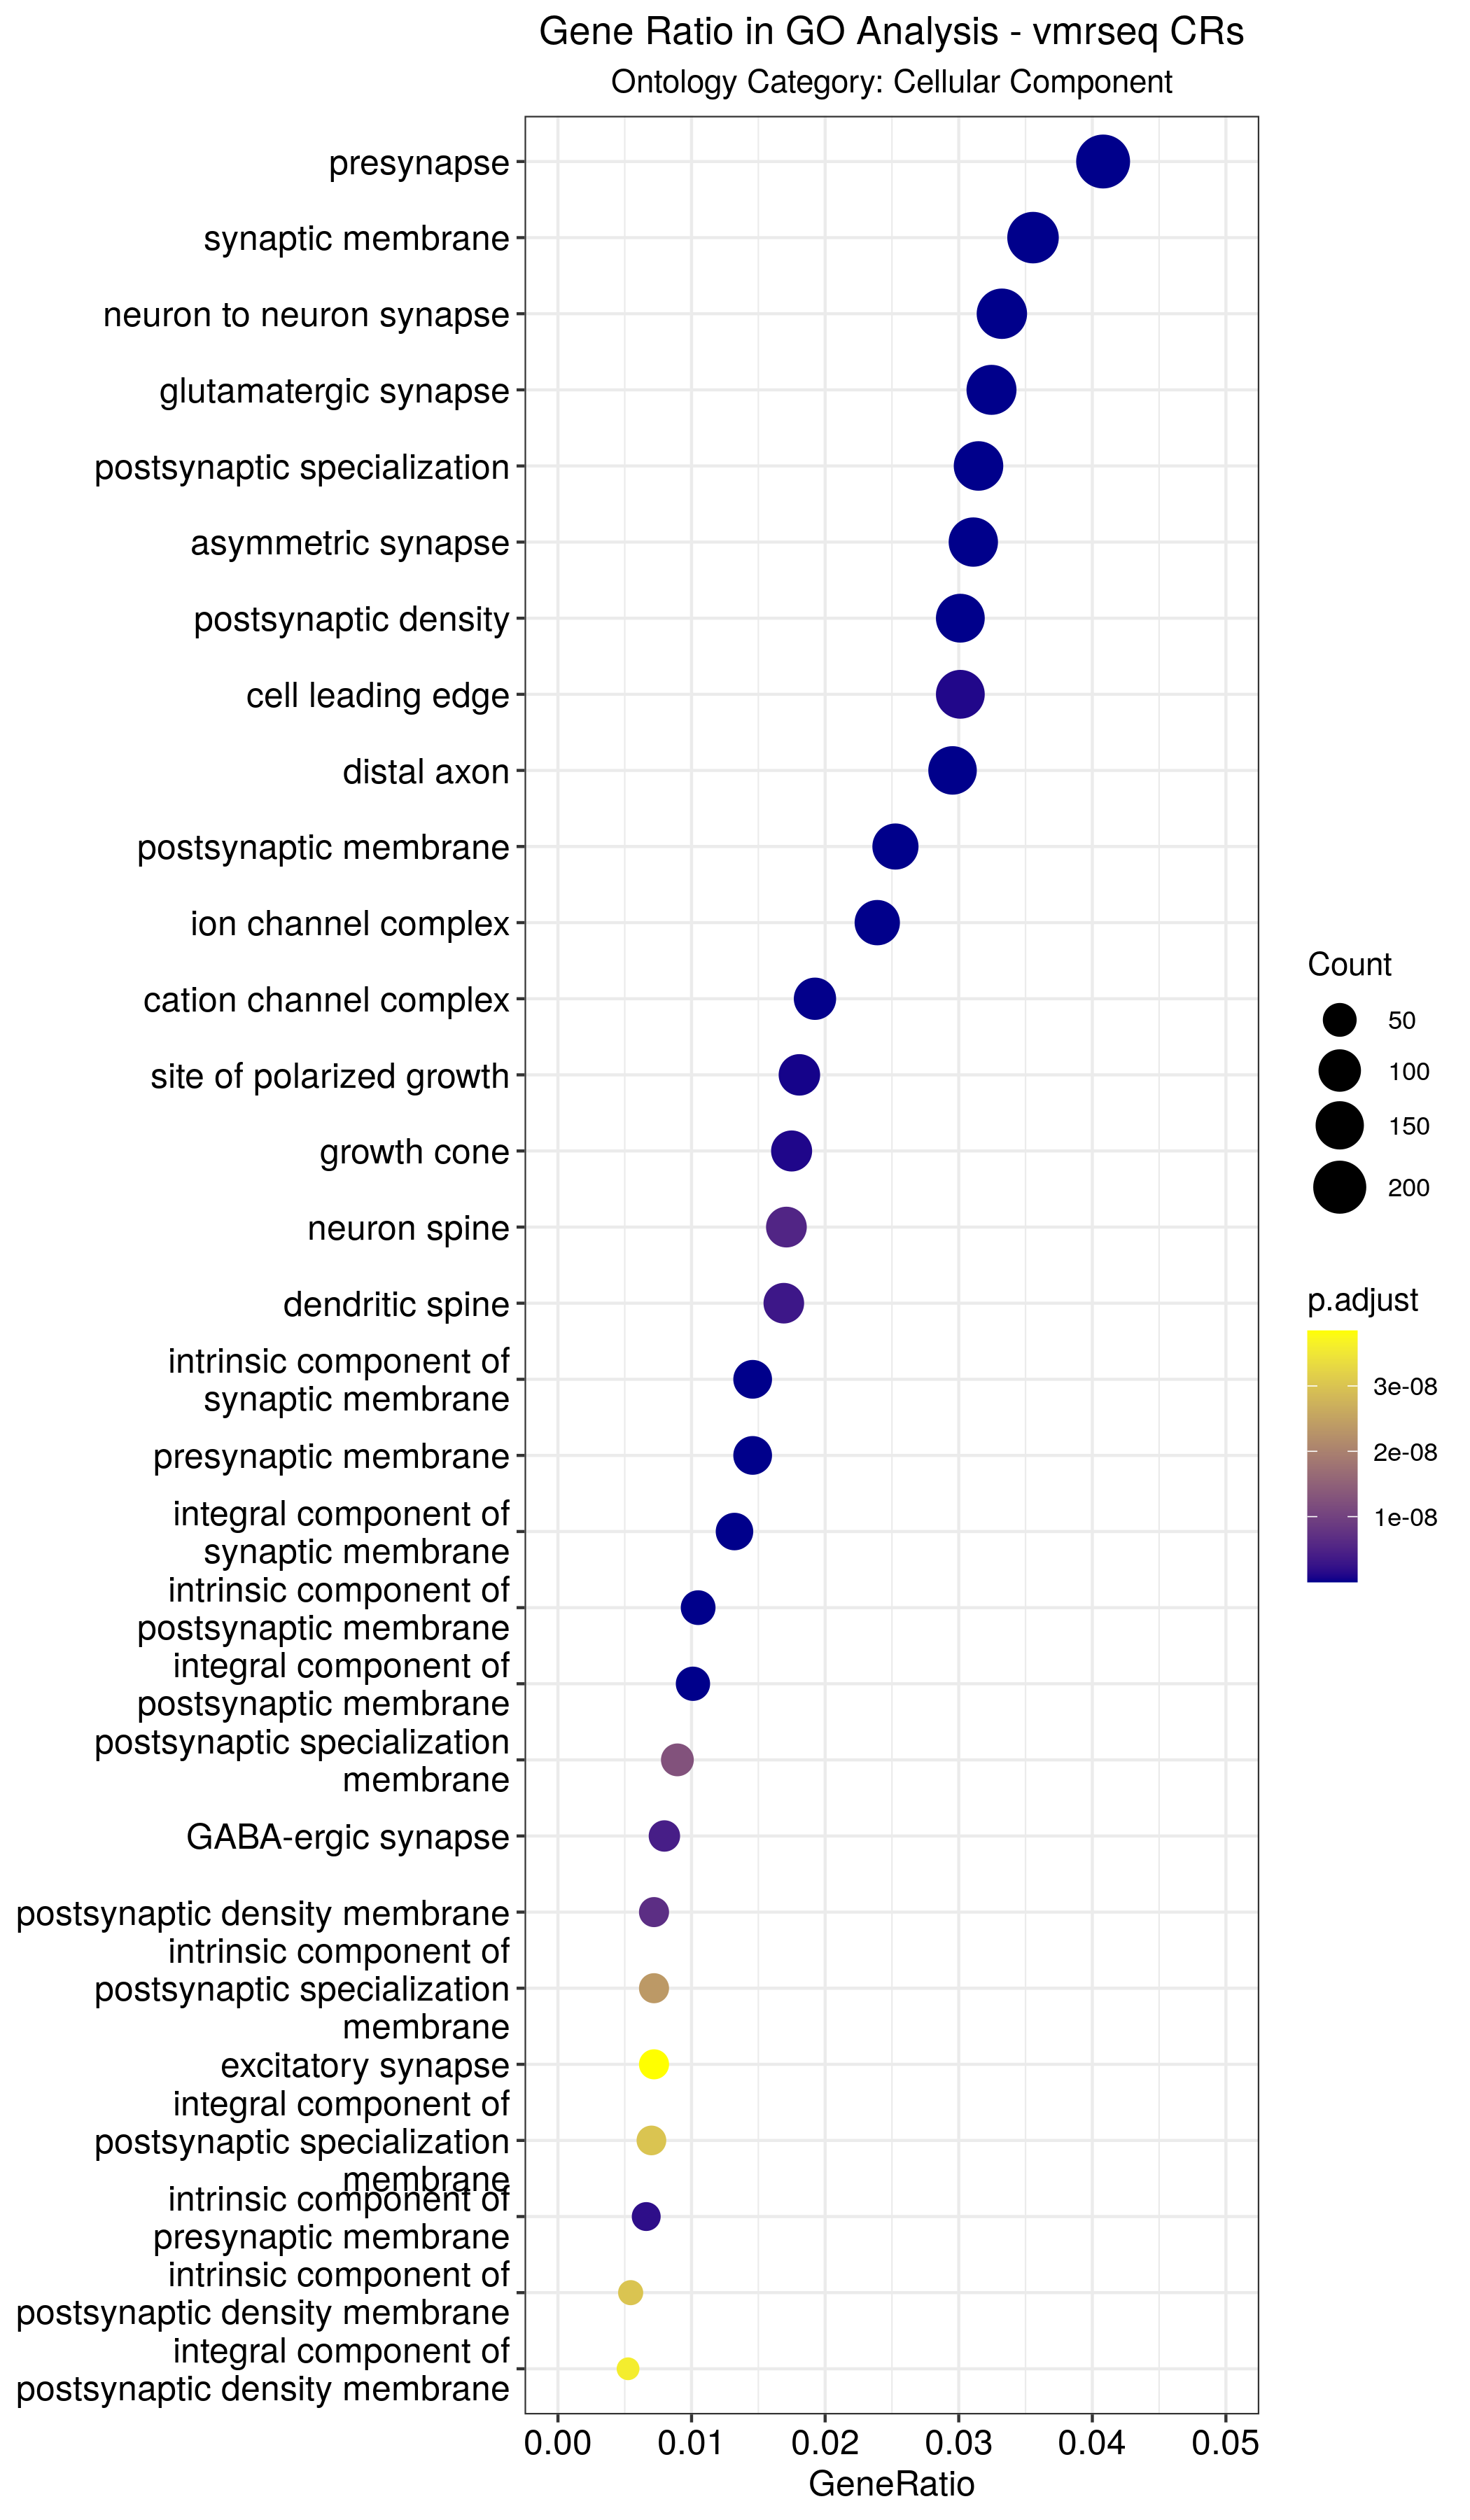 Gene Ratio in GO Analysis - vmrseq CRs
Ontology Category: Cellular Component
presynapse
synaptic membrane
neuron to neuron synapse
glutamatergic synapse
postsynaptic specialization
asymmetric synapse
postsynaptic density
cell leading edge
distal axon
postsynaptic membrane
ion channel complex
cation channel complex
site of polarized growth
growth cone
neuron spine
dendritic spine
intrinsic component of
synaptic membrane
presynaptic membrane
integral component of
synaptic membrane
intrinsic component of
postsynaptic membrane
integral component of
postsynaptic membrane
postsynaptic specialization
membrane
GABA-ergic synapse
postsynaptic density membrane
intrinsic component of
postsynaptic specialization
membrane
excitatory synapse
integral component of
postsynaptic specialization
membrane
intrinsic component of
presynaptic membrane
intrinsic component of
postsynaptic density membrane
integral component of
postsynaptic density membrane
0.00 0.01 0.02 0.03 0.04 0.05
GeneRatio
Count
50
100
150
200
p.adjust
3e-08
2e-08
1e-08